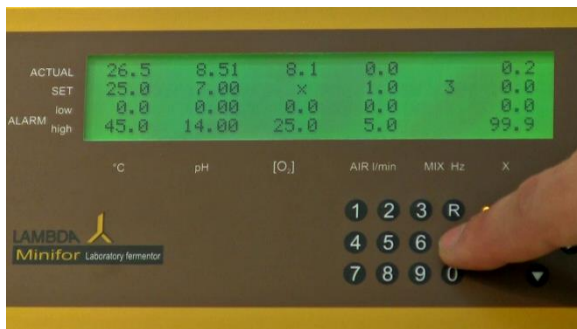 ACTUAL 26.5 8.51 8.1 0.0 0.2
SET 25.0 7.00 × 1.0 3 0.0
ALARM low 0.0 0.00 0.0 0.0 0.0
high 45.0 14.00 25.0 5.0 99.9
°C pH [O₂] AIR l/min MIX Hz X
1 2 3 R
4 5 6
7 8 9 0
LAMBDA
Minifor Laboratory fermentor